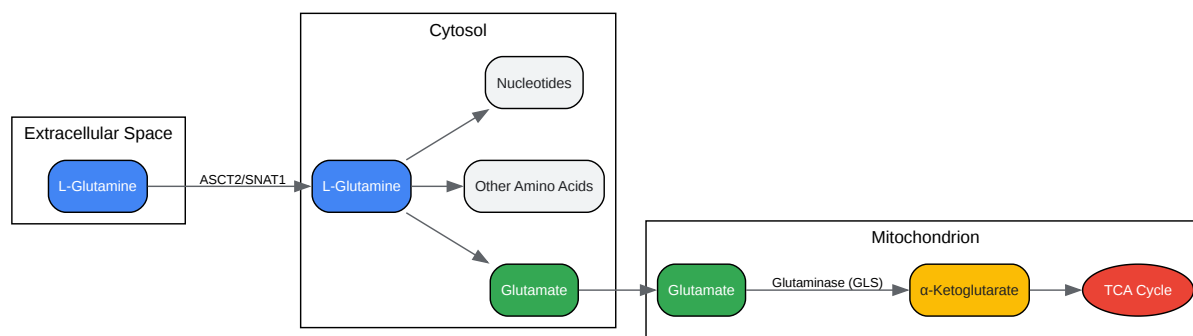 Cytosol
Nucleotides
Extracellular Space
L-Glutamine
ASCT2/SNAT1
L-Glutamine
Other Amino Acids
Mitochondrion
Glutamate
Glutamate
Glutaminase (GLS)
α-Ketoglutarate
TCA Cycle